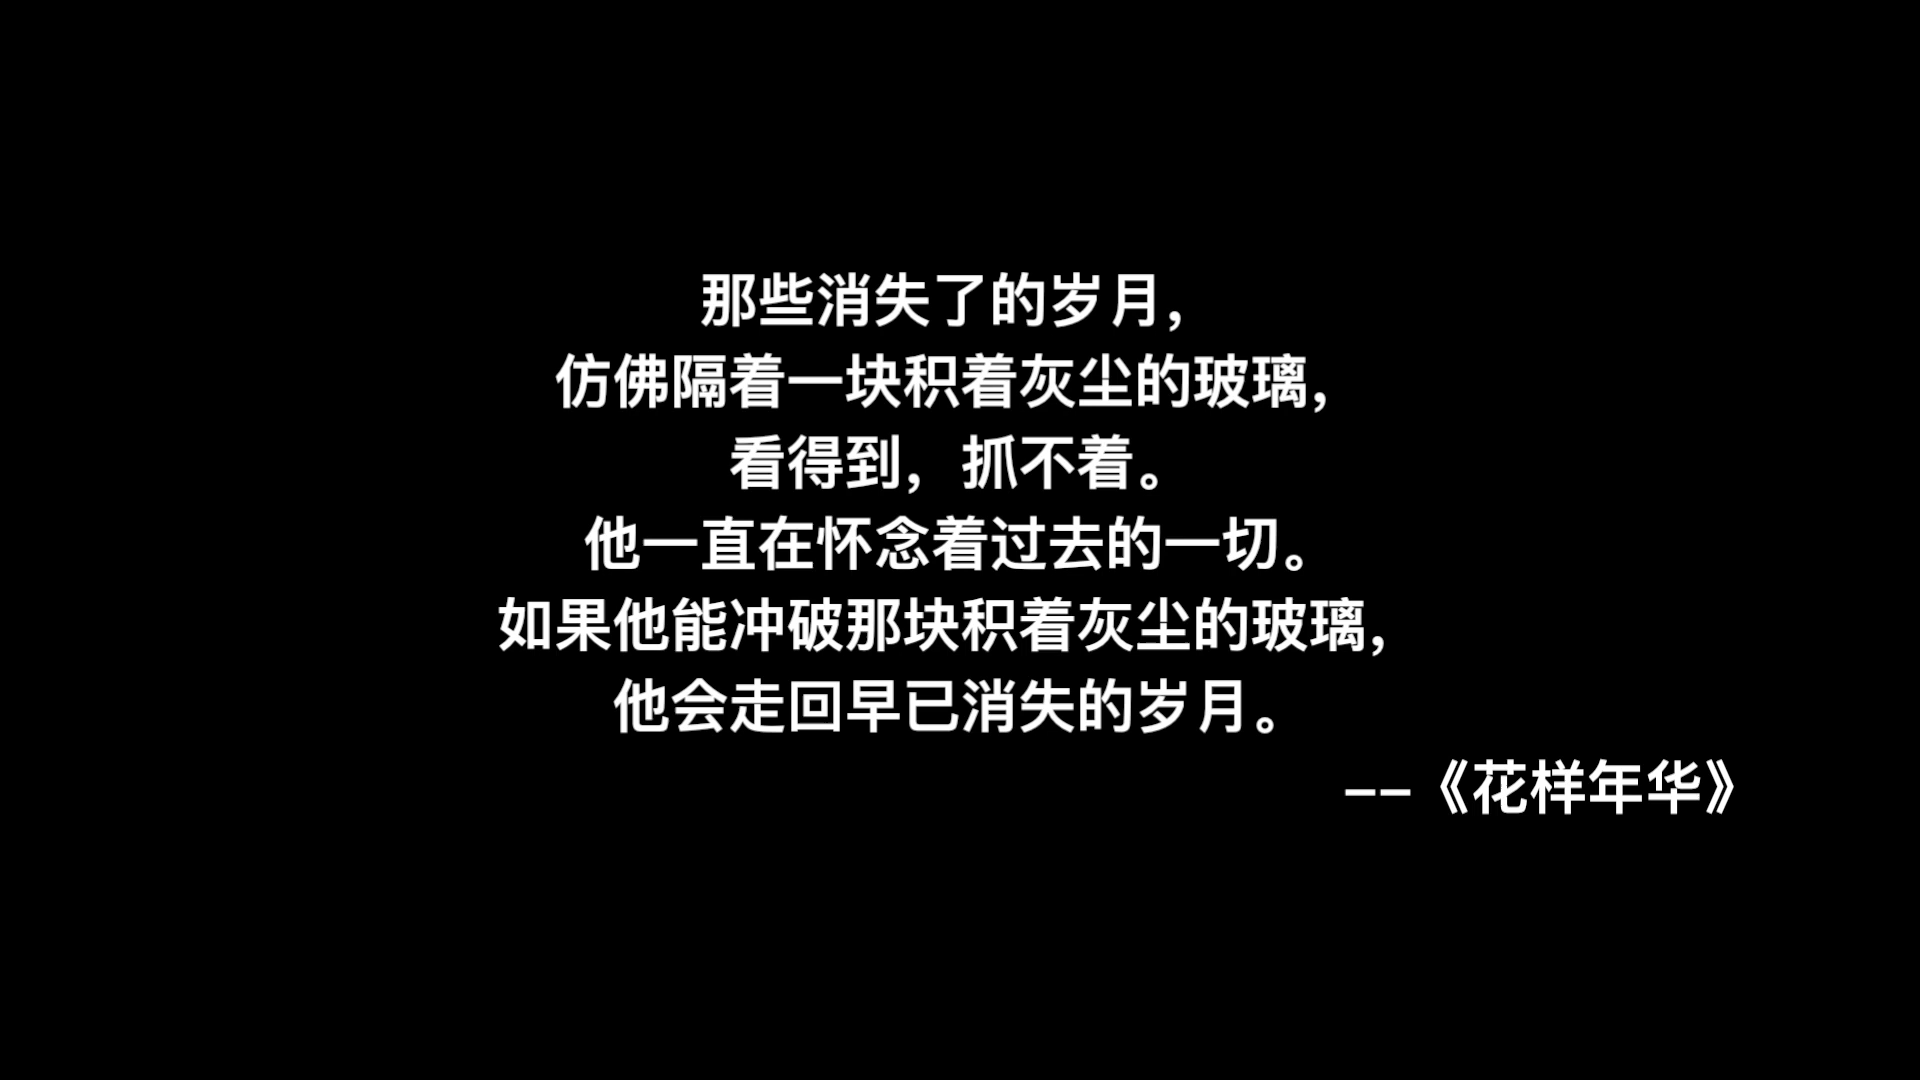 那些消失了的岁月，
仿佛隔着一块积着灰尘的玻璃，
看得到，抓不着。
他一直在怀念着过去的一切。
如果他能冲破那块积着灰尘的玻璃，
他会走回早已消失的岁月。
--《花样年华》